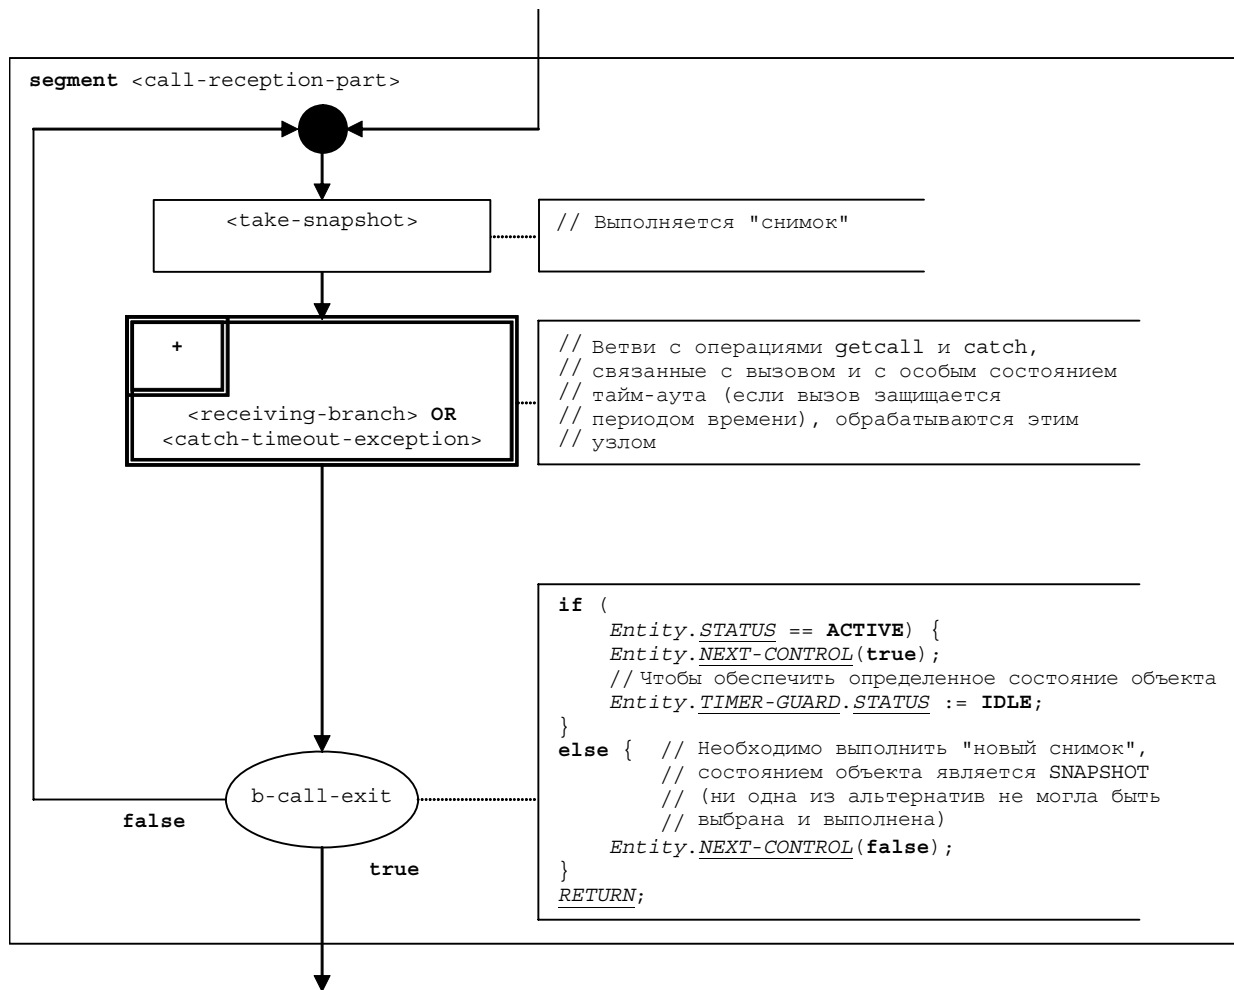 segment <call-reception-part>
<take-snapshot>
// Выполняется "снимок"
+
<receiving-branch> OR
<catch-timeout-exception>
// Ветви с операциями getcall и catch,
// связанные с вызовом и с особым состоянием
// тайм-аута (если вызов защищается
// периодом времени), обрабатываются этим
// узлом
if (
Entity.STATUS == ACTIVE) {
Entity.NEXT-CONTROL(true);
// Чтобы обеспечить определенное состояние объекта
Entity.TIMER-GUARD.STATUS := IDLE;
}
else { // Необходимо выполнить "новый снимок",
// состоянием объекта является SNAPSHOT
// (ни одна из альтернатив не могла быть
// выбрана и выполнена)
Entity.NEXT-CONTROL(false);
}
RETURN;
b-call-exit
false
true